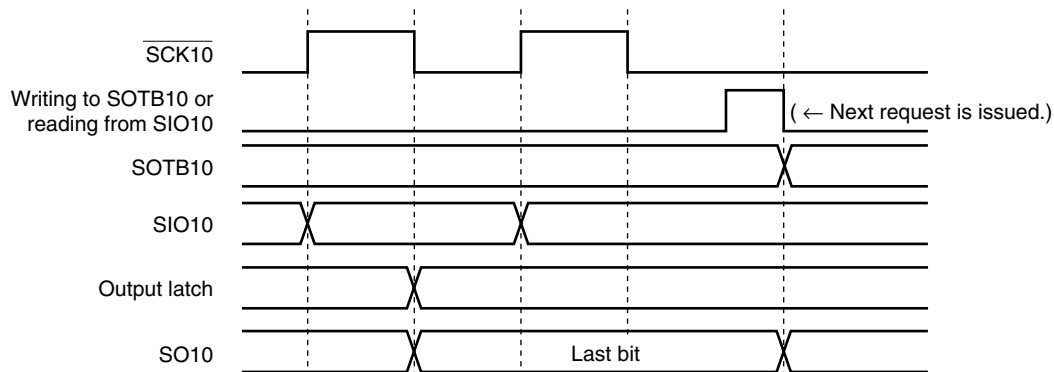 SCK10
Writing to SOTB10 or
reading from SIO10
( ← Next request is issued.)
SOTB10
SIO10
Output latch
SO10
Last bit